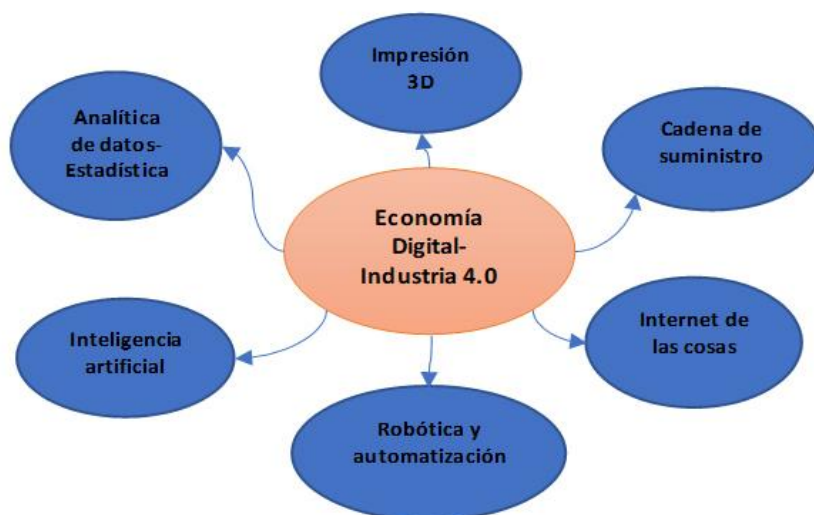 Impresión
3D
Analítica
de datos-
Estadística
Cadena de
suministro
Economía
Digital-
Industria 4.0
Inteligencia
artificial
Internet de
las cosas
Robótica y
automatización